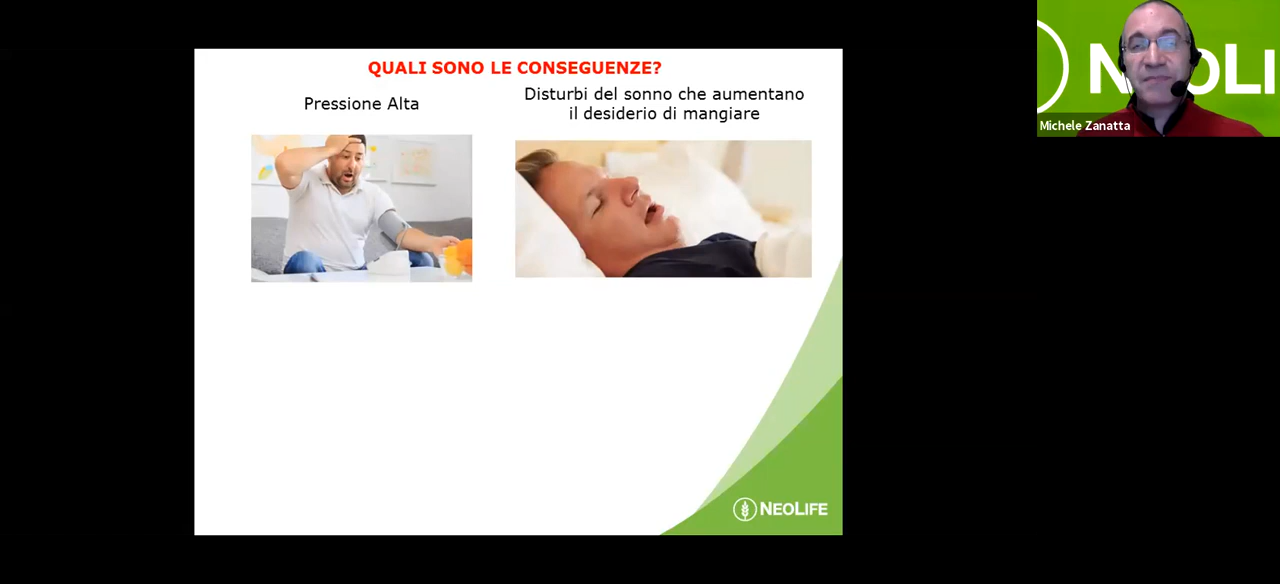 QUALI SONO LE CONSEGUENZE?
Pressione Alta
Disturbi del sonno che aumentano
il desiderio di mangiare
NEOLIFE
NEOLI
Michele Zanatta